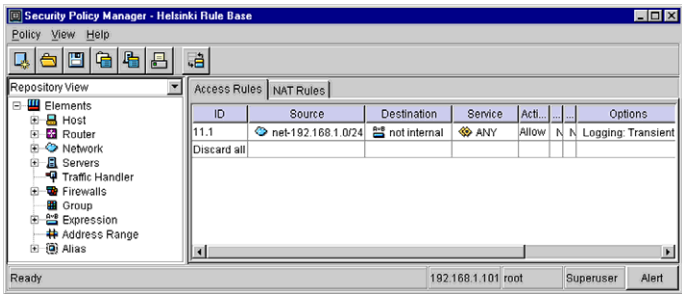 Security Policy Manager - Helsinki Rule Base
Policy View Help
Repository View
Elements
Host
Router
Network
Servers
Traffic Handler
Firewalls
Group
Expression
Address Range
Alias
Access Rules NAT Rules
ID Source Destination Service Acti... ... ... Options
11.1 net-192.168.1.0/24 not internal ANY Allow N N Logging: Transient
Discard all
Ready 192.168.1.101 root Superuser Alert